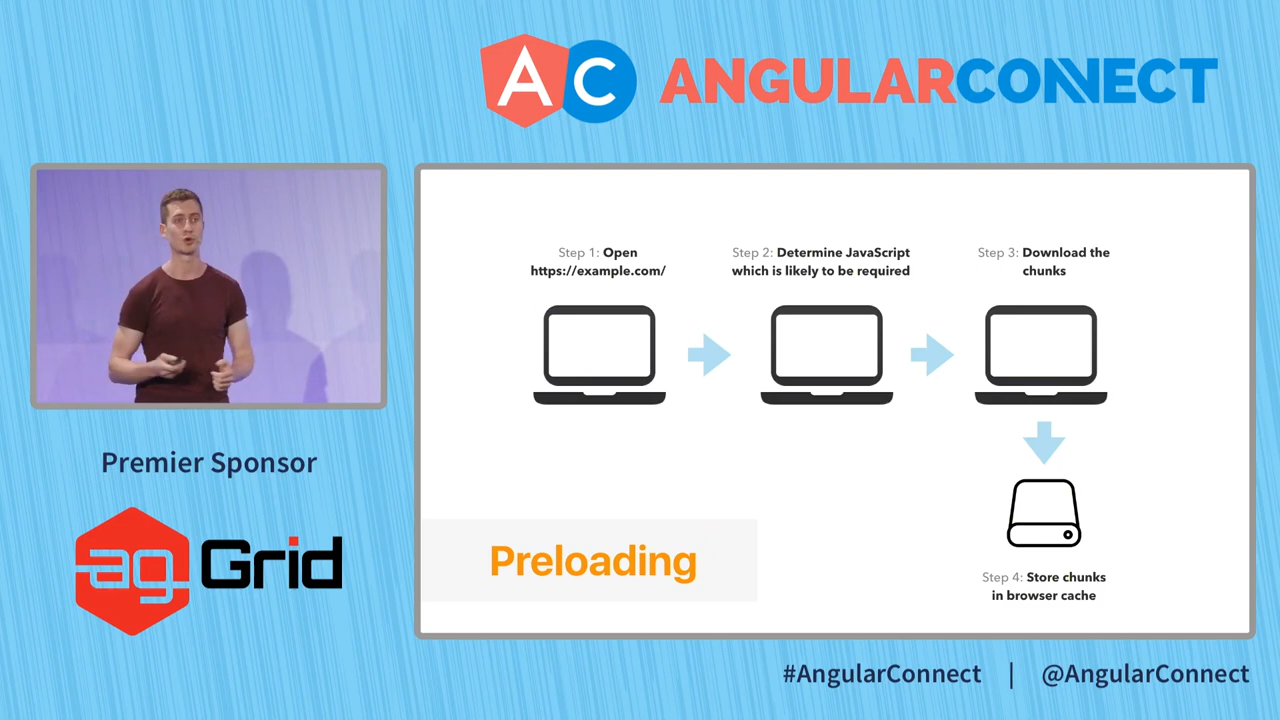 AC ANGULARCONNECT
Step 1: Open
https://example.com/
Step 2: Determine JavaScript
which is likely to be required
Step 3: Download the
chunks
Preloading
Step 4: Store chunks
in browser cache
Premier Sponsor
ag Grid
#AngularConnect | @AngularConnect